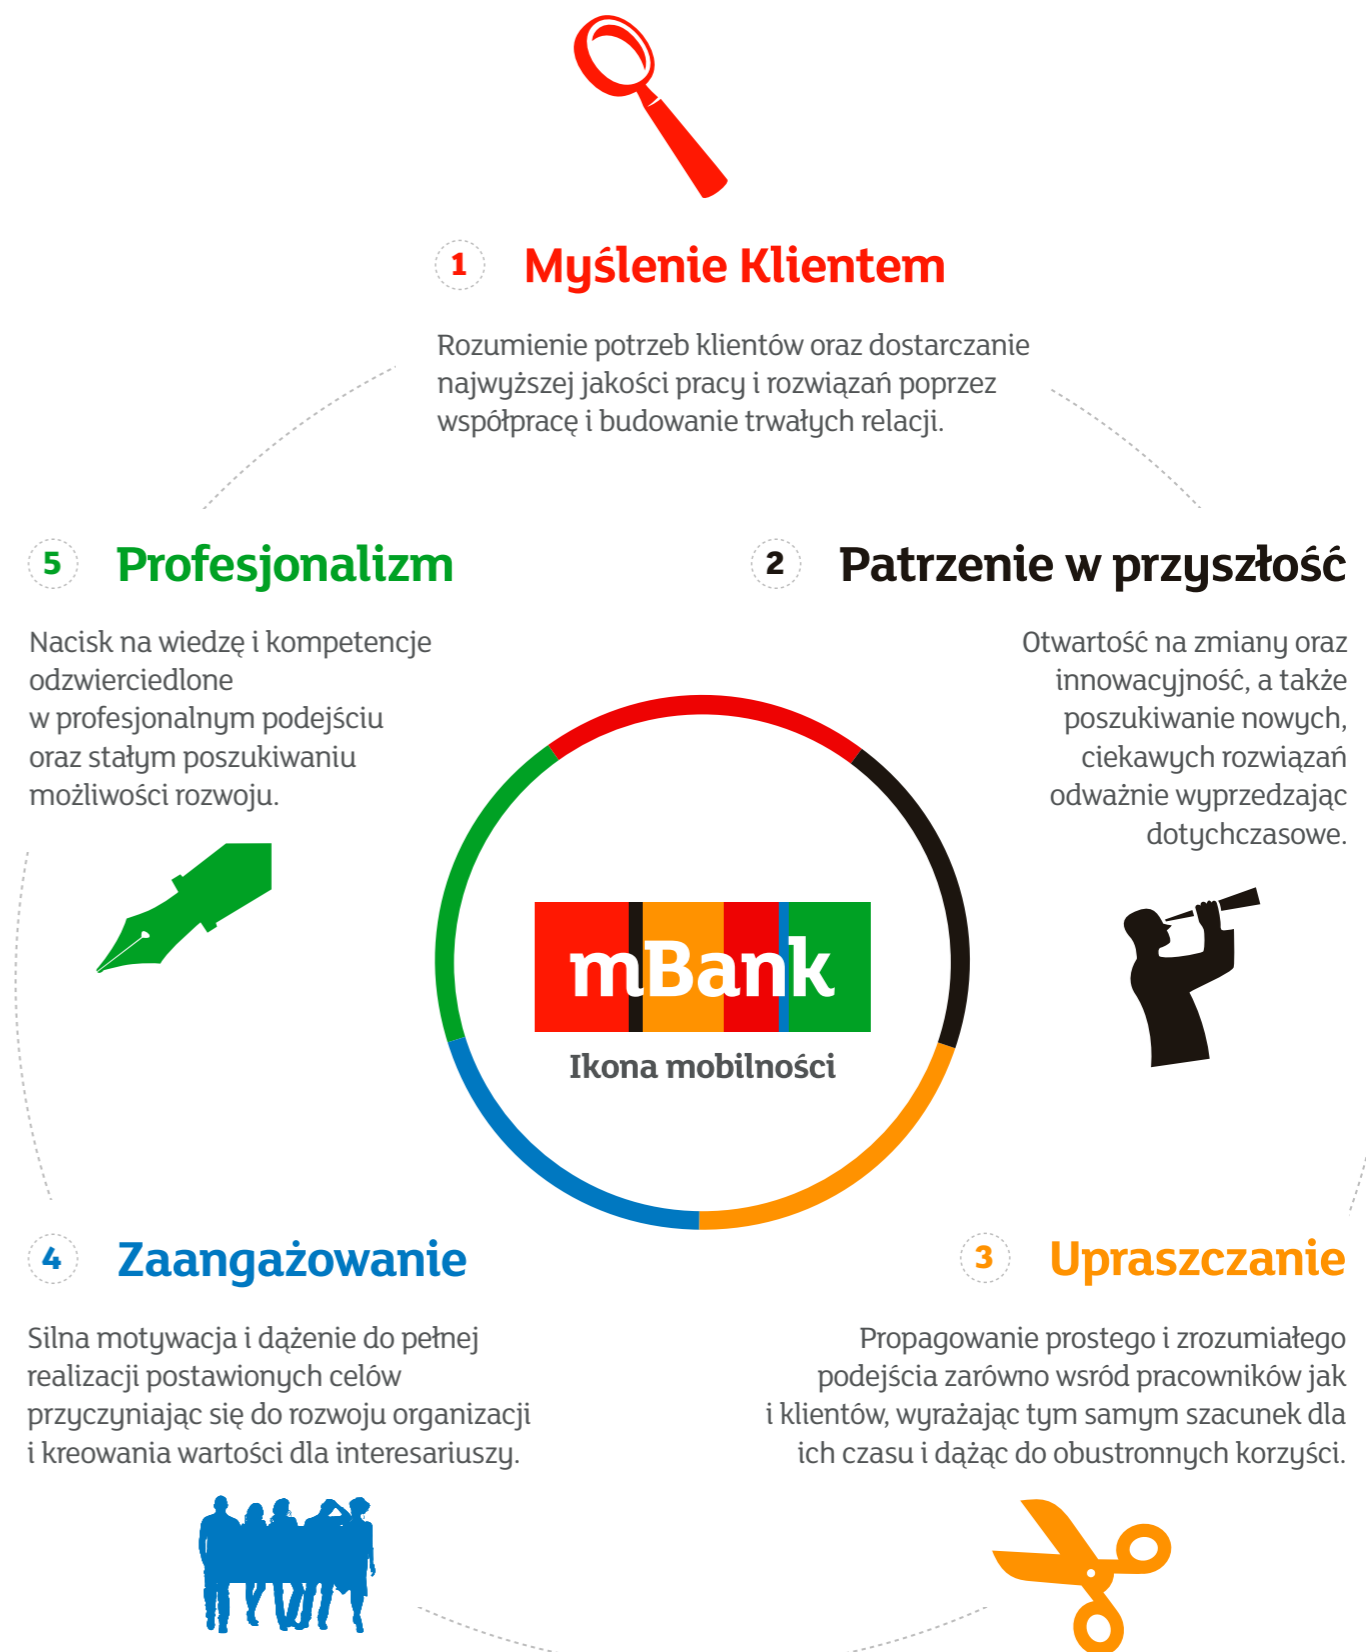 1 Myślenie Klientem
Rozumienie potrzeb klientów oraz dostarczanie
najwyższej jakości pracy i rozwiązań poprzez
współpracę i budowanie trwałych relacji.
5 Profesjonalizm
Nacisk na wiedzę i kompetencje
odzwierciedlone
w profesjonalnym podejściu
oraz stałym poszukiwaniu
możliwości rozwoju.
2 Patrzenie w przyszłość
Otwartość na zmiany oraz
innowacyjność, a także
poszukiwanie nowych,
ciekawych rozwiązań
odważnie wyprzedzając
dotychczasowe.
mBank
Ikona mobilności
4 Zaangażowanie
Silna motywacja i dążenie do pełnej
realizacji postawionych celów
przyczyniając się do rozwoju organizacji
i kreowania wartości dla interesariuszy.
3 Upraszczanie
Propagowanie prostego i zrozumiałego
podejścia zarówno wsród pracowników jak
i klientów, wyrażając tym samym szacunek dla
ich czasu i dążąc do obustronnych korzyści.